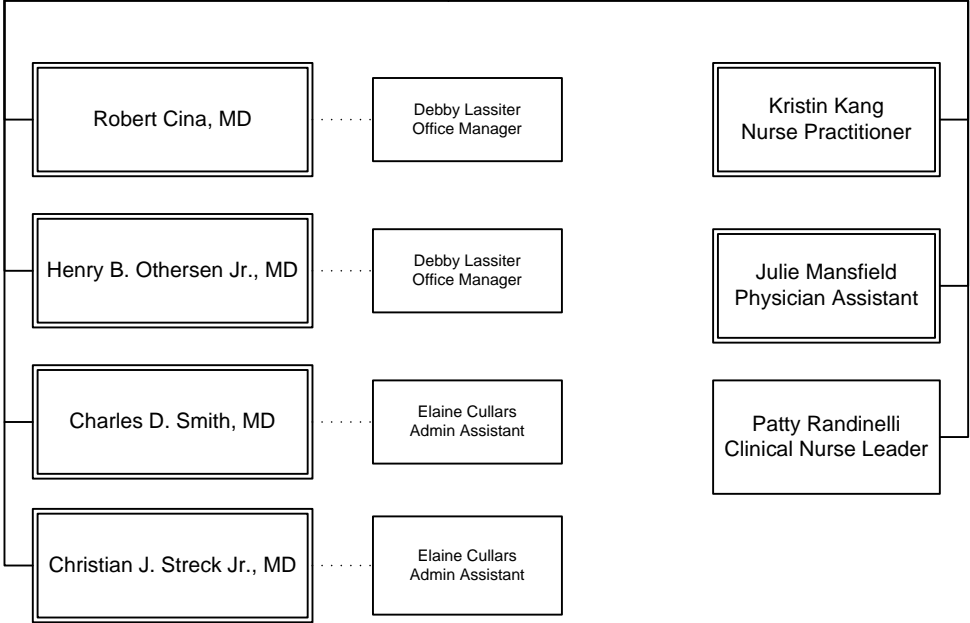 Robert Cina, MD
Debby Lassiter
Office Manager
Kristin Kang
Nurse Practitioner
Henry B. Othersen Jr., MD
Debby Lassiter
Office Manager
Julie Mansfield
Physician Assistant
Charles D. Smith, MD
Elaine Cullars
Admin Assistant
Patty Randinelli
Clinical Nurse Leader
Christian J. Streck Jr., MD
Elaine Cullars
Admin Assistant